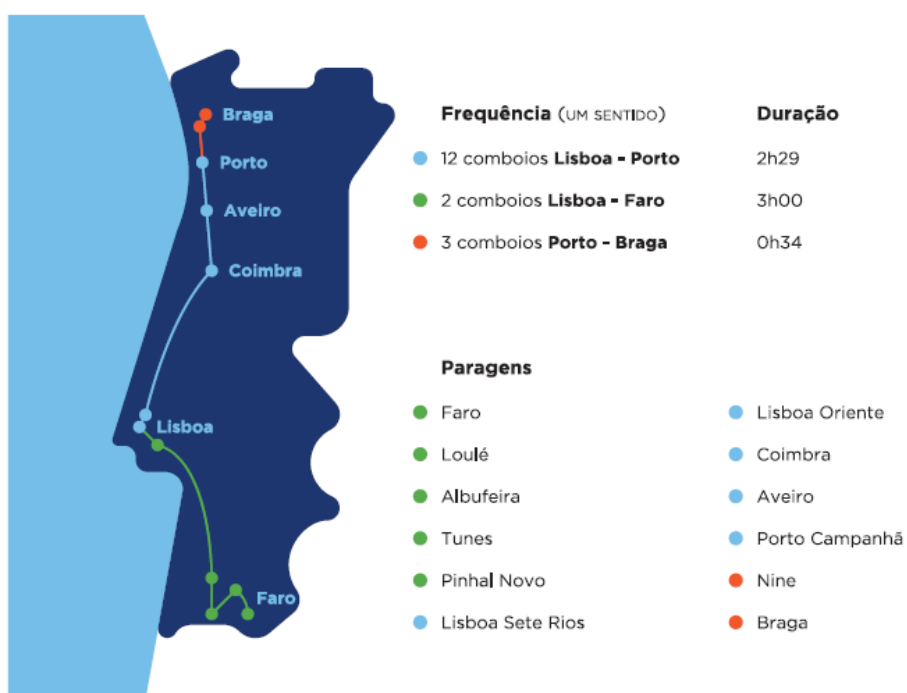 Braga
Porto
Aveiro
Coimbra
Lisboa
Faro
Frequência (UM SENTIDO) Duração
12 comboios Lisboa - Porto 2h29
2 comboios Lisboa - Faro 3h00
3 comboios Porto - Braga 0h34
Paragens
Faro
Loulé
Albufeira
Tunes
Pinhal Novo
Lisboa Sete Rios
Lisboa Oriente
Coimbra
Aveiro
Porto Campanhã
Nine
Braga